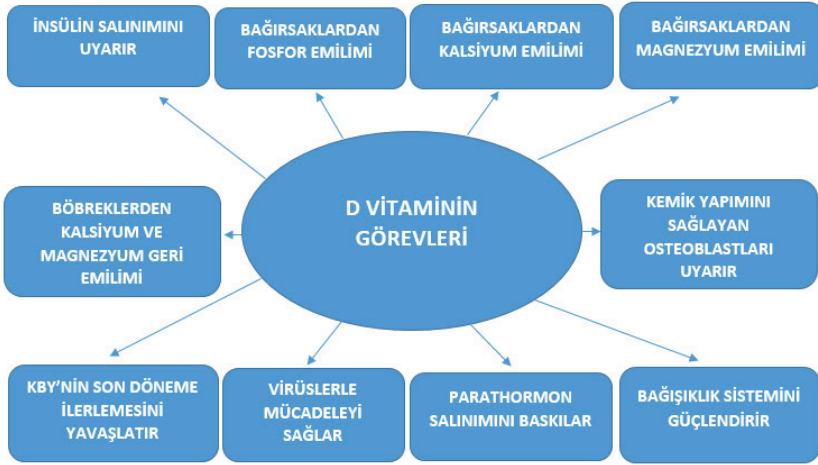 İNSÜLİN SALINIMINI
UYARIR
BAĞIRSAKLARDAN
FOSFOR EMİLİMİ
BAĞIRSAKLARDAN
KALSİYUM EMİLİMİ
BAĞIRSAKLARDAN
MAGNEZYUM EMİLİMİ
BÖBREKLERDEN
KALSİYUM VE
MAGNEZYUM GERİ
EMİLİMİ
D VİTAMİNİN
GÖREVLERİ
KEMİK YAPIMINI
SAĞLAYAN
OSTEOBLASTLARI
UYARIR
KBY’NİN SON DÖNEME
İLERLEMESİNİ
YAVAŞLATIR
VİRÜSLERLE
MÜCADELEYİ
SAĞLAR
PARATHORMON
SALINIMINI BASKILAR
BAĞIŞIKLIK SİSTEMİNİ
GÜÇLENDİRİR